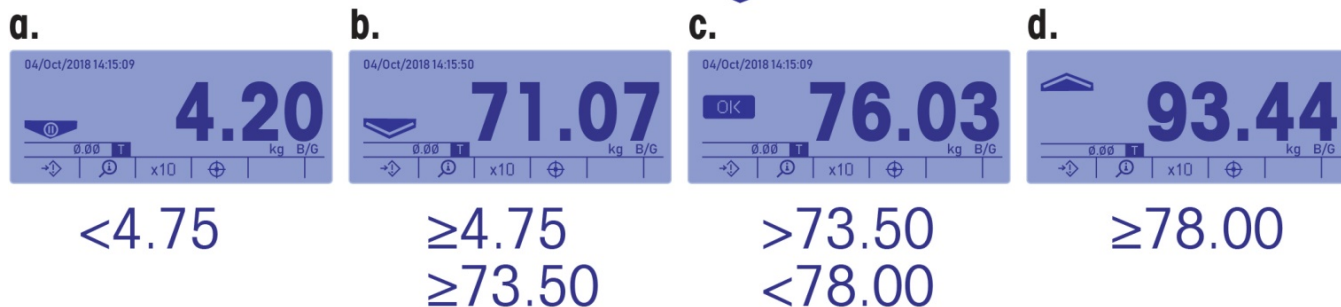 a.
04/Oct/2018 14:15:09
4.20
0.00 T kg B/G
x10
<4.75
b.
04/Oct/2018 14:15:50
71.07
0.00 T kg B/G
x10
≥4.75
≥73.50
c.
04/Oct/2018 14:15:09
OK
76.03
0.00 T kg B/G
x10
>73.50
<78.00
d.
93.44
0.00 T kg B/G
x10
≥78.00